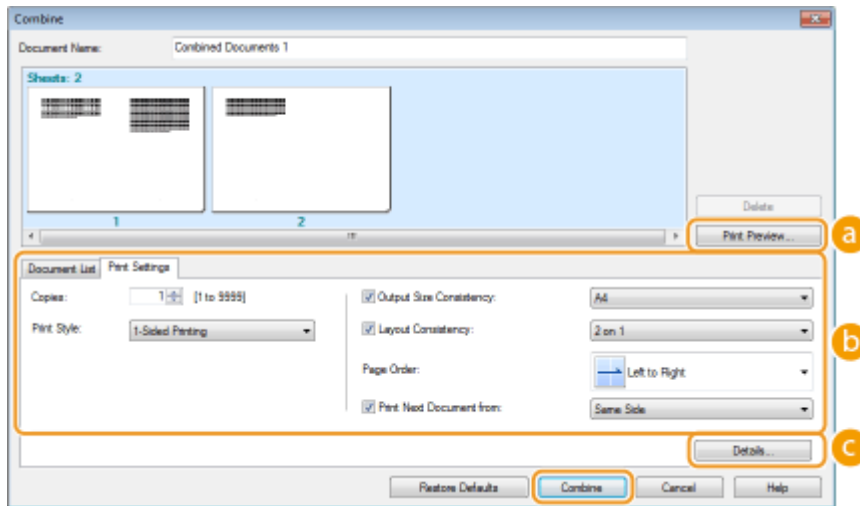 Combine
Document Name: Combined Documents 1
Sheets: 2
1 2
Delete
Print Preview... a
Document List Print Settings
Copies: 1 [1 to 9999] Output Size Consistency: A4
Print Style: 1-Sided Printing Layout Consistency: 2 on 1
b
Page Order: Left to Right
Print Next Document from: Same Side
Details... c
Restore Defaults Combine Cancel Help